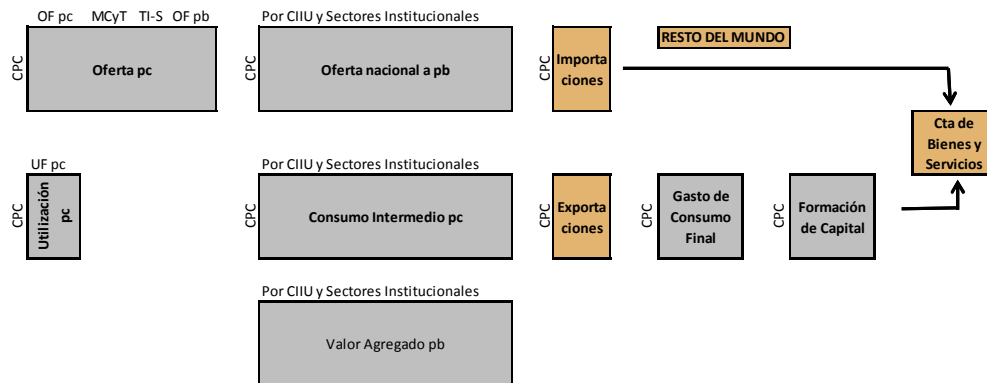 OF pc MCyT TI-S OF pb
Por CIIU y Sectores Institucionales
RESTO DEL MUNDO
CPC
Oferta pc
CPC
Oferta nacional a pb
CPC
Importa
ciones
Cta de
Bienes y
Servicios
UF pc
Por CIIU y Sectores Institucionales
CPC
Utilización
pc
CPC
Consumo Intermedio pc
CPC
Exporta
ciones
CPC
Gasto de
Consumo
Final
CPC
Formación
de Capital
Por CIIU y Sectores Institucionales
Valor Agregado pb